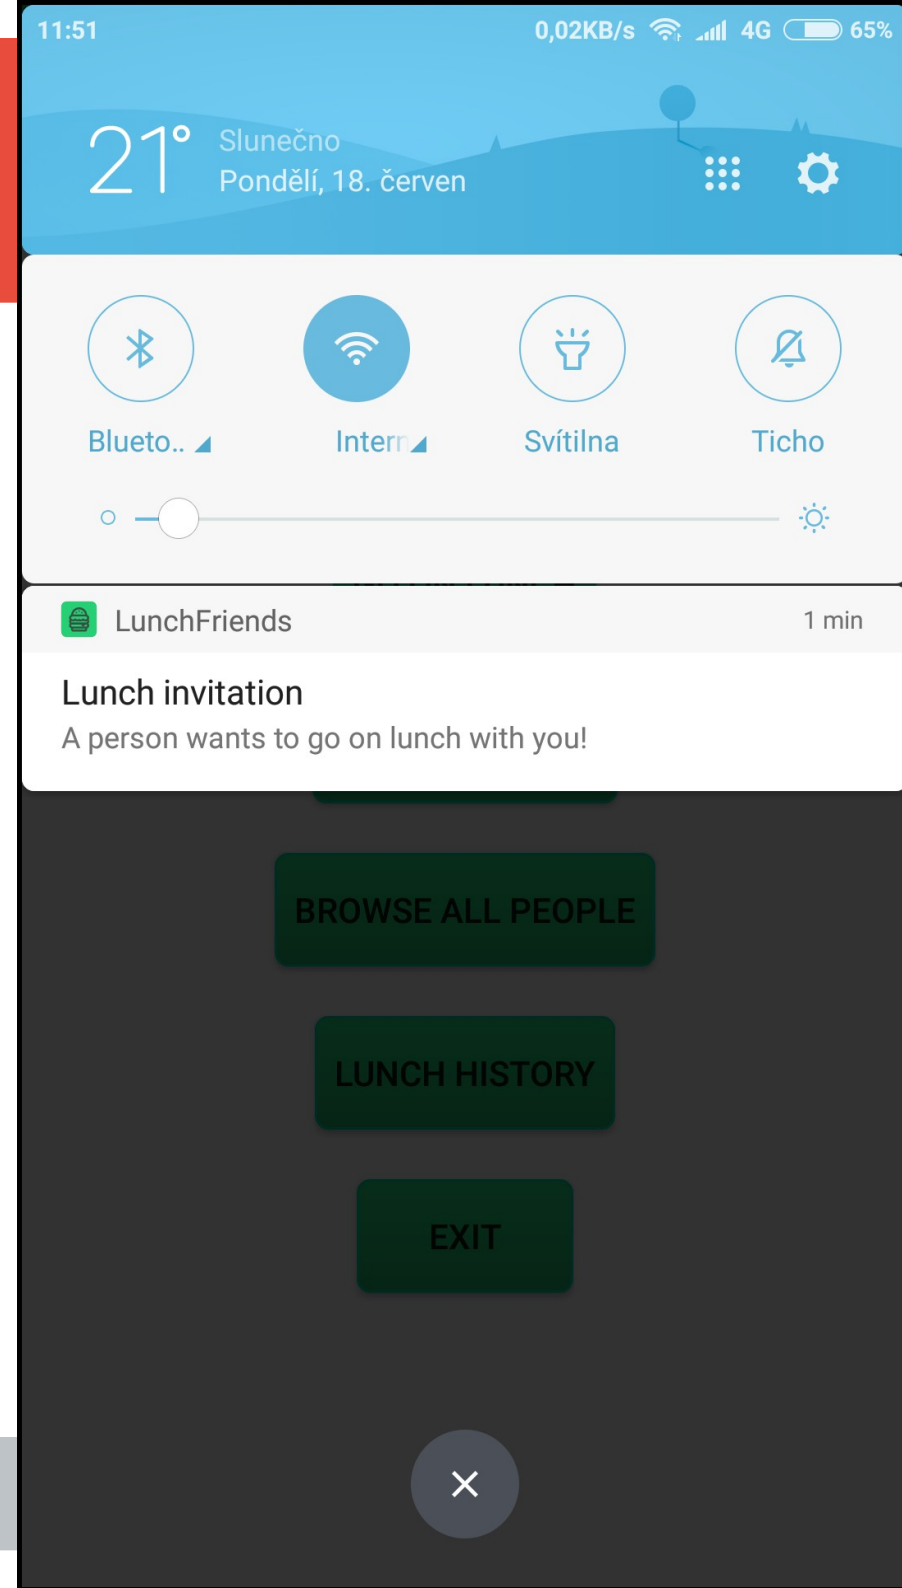 11:51 0,02KB/s 4G 65%
21°
Slunečno
Pondělí, 18. červen
Blueto.. Intern Svítilna Ticho
LunchFriends 1 min
Lunch invitation
A person wants to go on lunch with you!
BROWSE ALL PEOPLE
LUNCH HISTORY
EXIT